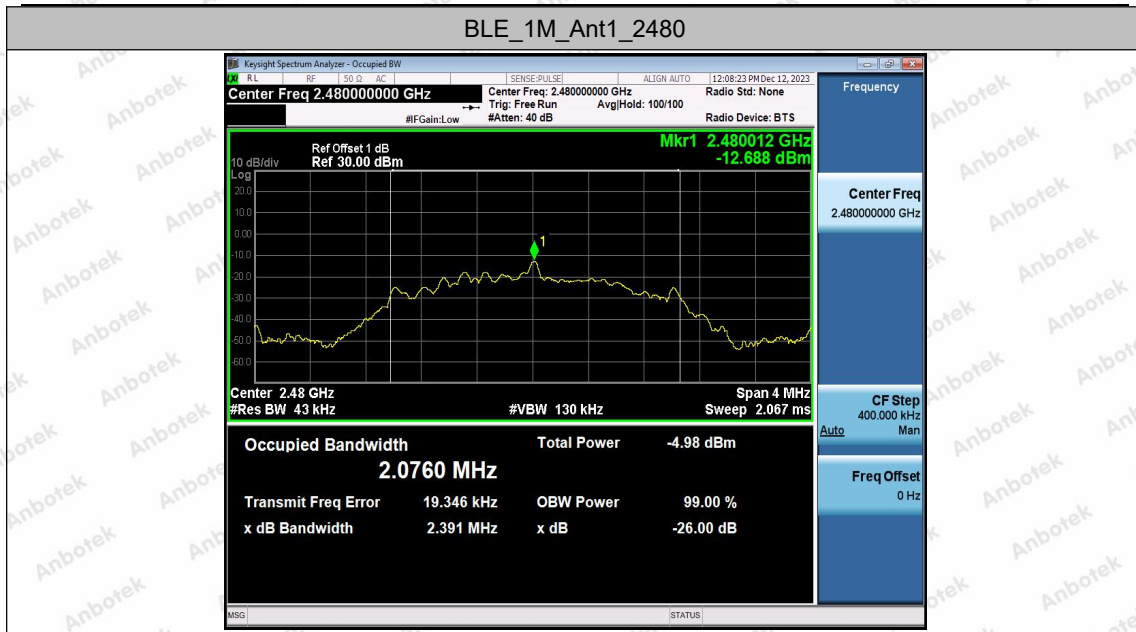 BLE_1M_Ant1_2480
Keysight Spectrum Analyzer - Occupied BW
LXI RL RF 50 Ω AC SENSE:PULSE ALIGN AUTO 12:08:23 PM Dec 12, 2023
Center Freq 2.480000000 GHz
Center Freq: 2.480000000 GHz Radio Std: None
Trig: Free Run Avg|Hold: 100/100
#IFGain:Low #Atten: 40 dB Radio Device: BTS
Frequency
Ref Offset 1 dB
10 dB/div Ref 30.00 dBm
Mkr1 2.480012 GHz
-12.688 dBm
Log
20.0
10.0
0.00
-10.0
-20.0
-30.0
-40.0
-50.0
-60.0
1
Center 2.48 GHz Span 4 MHz
#Res BW 43 kHz #VBW 130 kHz Sweep 2.067 ms
Center Freq
2.480000000 GHz
CF Step
400.000 kHz
Auto Man
Freq Offset
0 Hz
Occupied Bandwidth Total Power -4.98 dBm
2.0760 MHz
Transmit Freq Error 19.346 kHz OBW Power 99.00 %
x dB Bandwidth 2.391 MHz x dB -26.00 dB
MSG STATUS
Anbotek